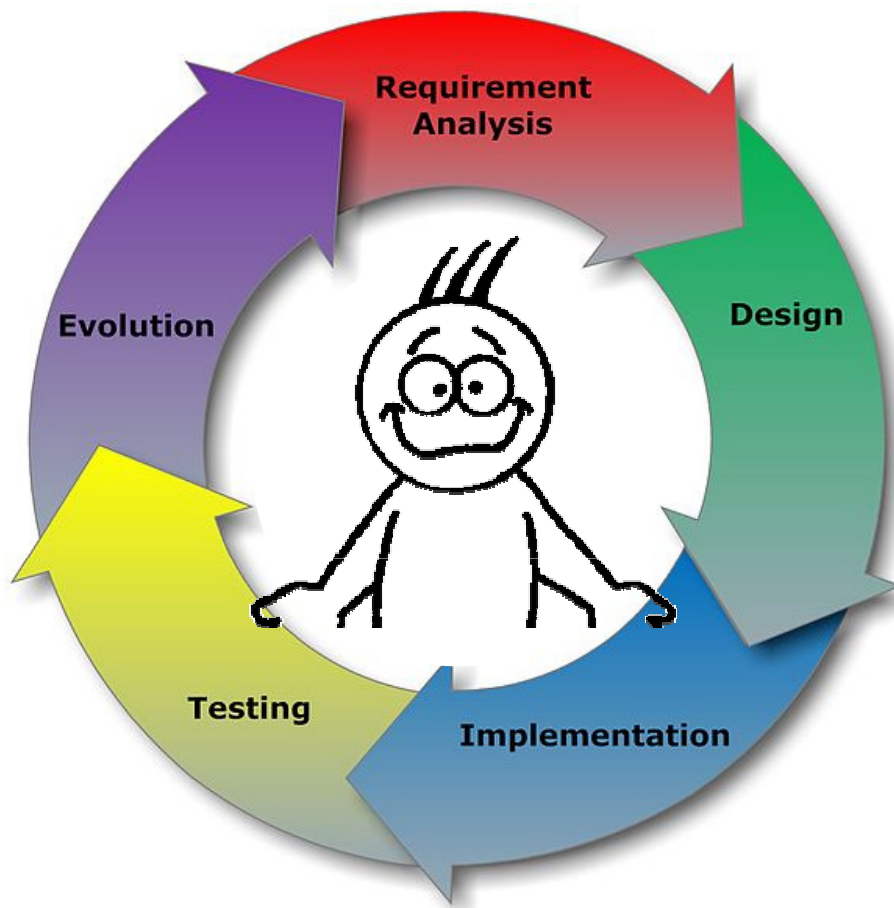 Requirement
Analysis
Design
Implementation
Testing
Evolution